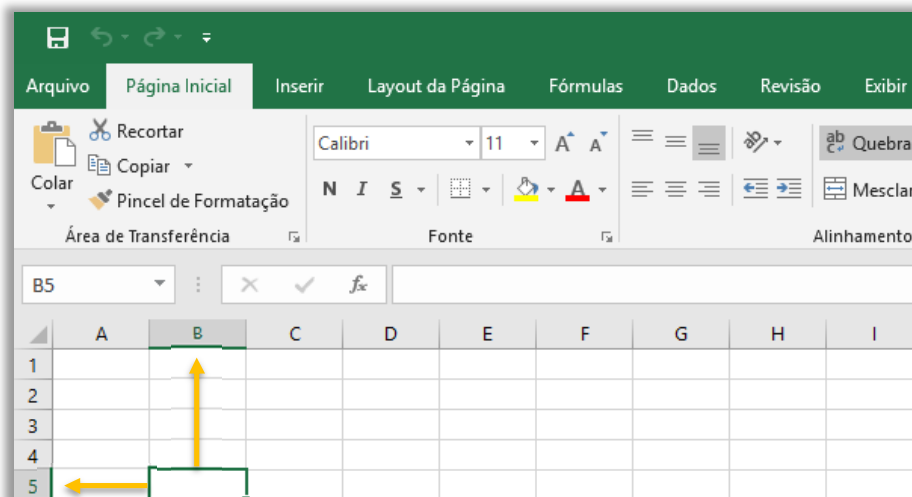 Arquivo Página Inicial Inserir Layout da Página Fórmulas Dados Revisão Exibir
Colar
Recortar
Copiar
Pincel de Formatação
Área de Transferência
Calibri 11 A A
N I S A
Fonte
ab c Quebra
Mesclar
Alinhamento
B5 fx
A B C D E F G H I
1
2
3
4
5